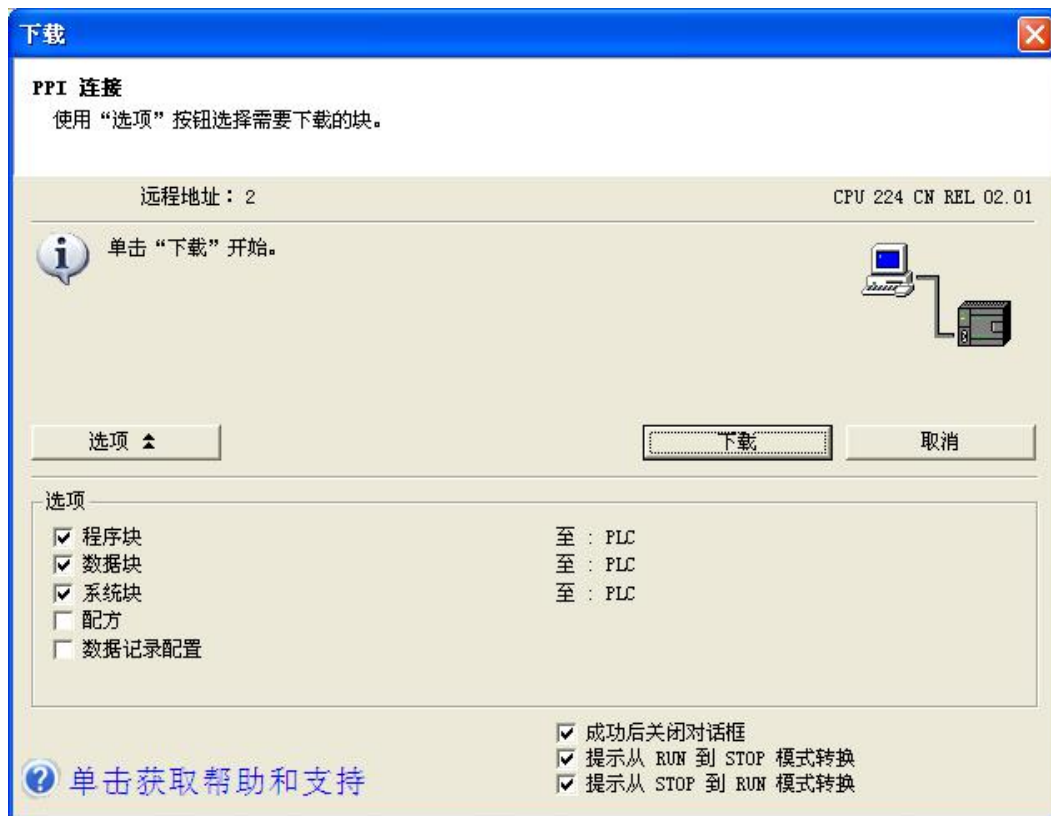 下载
PPI 连接
使用“选项”按钮选择需要下载的块。
远程地址： 2
CPU 224 CN REL 02.01
单击“下载”开始。
选项
下载
取消
选项
程序块
至 : PLC
数据块
至 : PLC
系统块
至 : PLC
配方
数据记录配置
成功后关闭对话框
提示从 RUN 到 STOP 模式转换
提示从 STOP 到 RUN 模式转换
单击获取帮助和支持